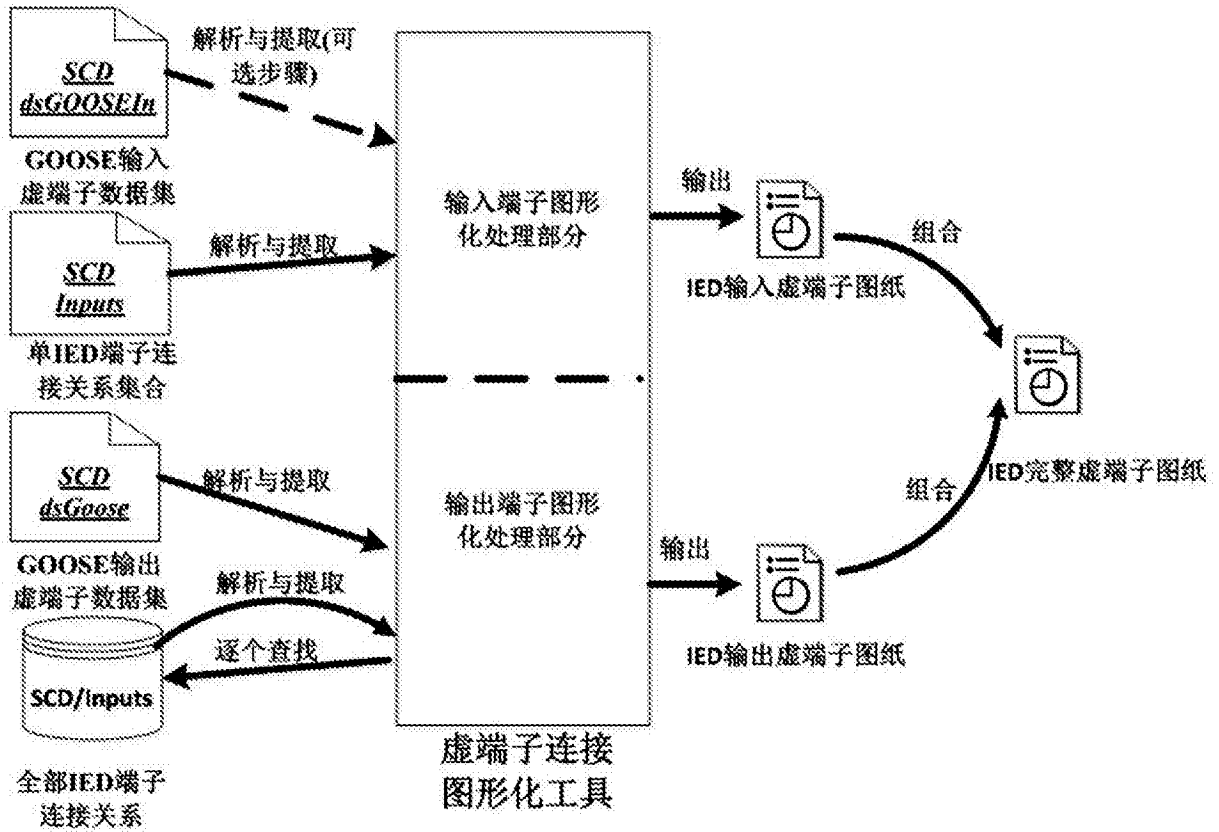 SCD
dsGOOSEIn
GOOSE输入
虚端子数据集
解析与提取(可
选步骤)
SCD
Inputs
单IED端子连
接关系集合
解析与提取
SCD
dsGoose
GOOSE输出
虚端子数据集
解析与提取
解析与提取
逐个查找
SCD/Inputs
全部IED端子
连接关系
输入端子图形
化处理部分
输出端子图形
化处理部分
虚端子连接
图形化工具
输出
IED输入虚端子图纸
组合
输出
IED输出虚端子图纸
组合
IED完整虚端子图纸